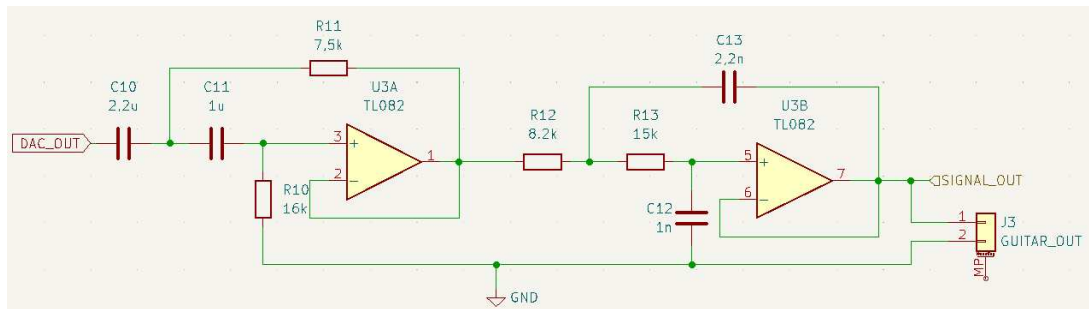 R11
7,5k
C13
2,2n
C10
2,2u
C11
1u
U3A
TL082
U3B
TL082
R12
8.2k
R13
15k
DAC_OUT
3
+
1
2
−
5
+
7
6
−
R10
16k
C12
1n
SIGNAL_OUT
1
2
J3
GUITAR_OUT
MP
GND